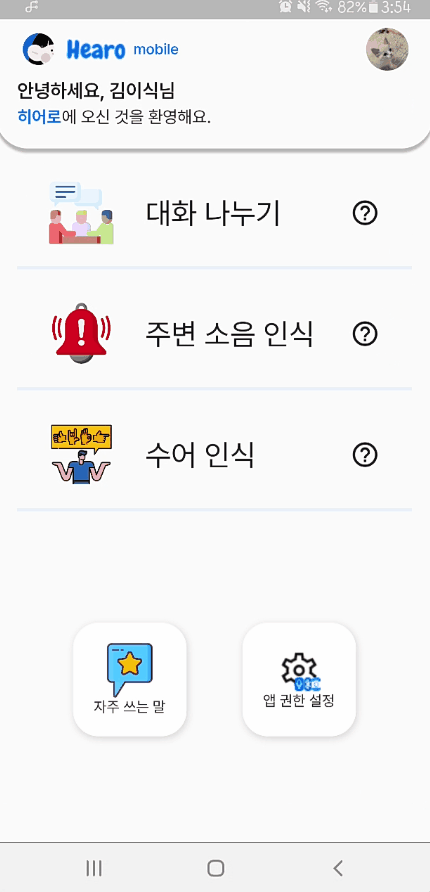 82% 3:54
Hearo mobile
안녕하세요, 김이식님
히어로에 오신 것을 환영해요.
대화 나누기
주변 소음 인식
수어 인식
자주 쓰는 말
앱 권한 설정